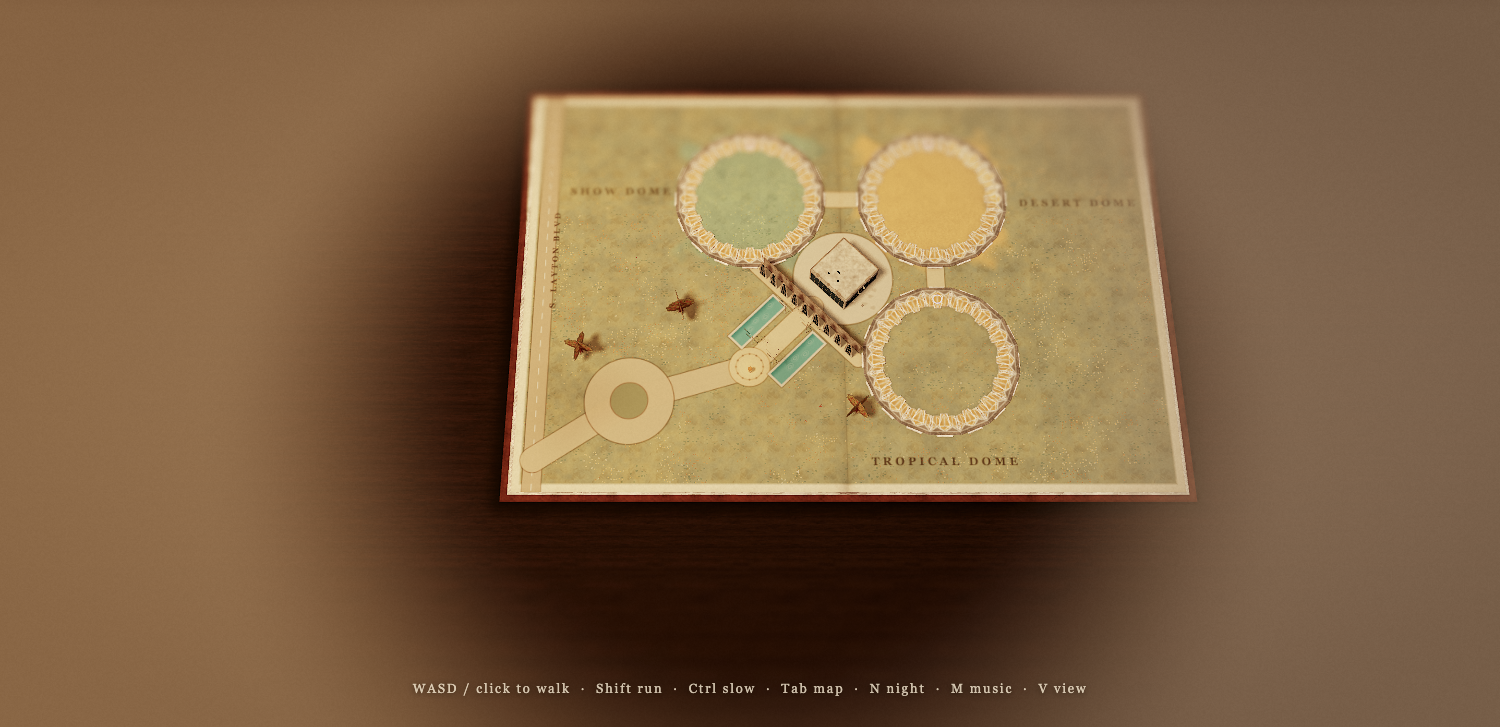 SHOW DOME
DESERT DOME
S. LAYTON BLVD
TROPICAL DOME
WASD / click to walk · Shift run · Ctrl slow · Tab map · N night · M music · V view